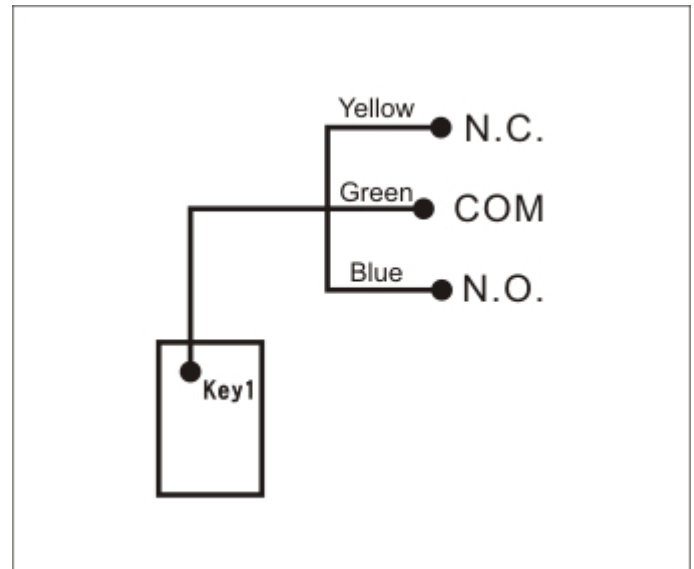 Yellow
N.C.
Green
COM
Blue
N.O.
Key1